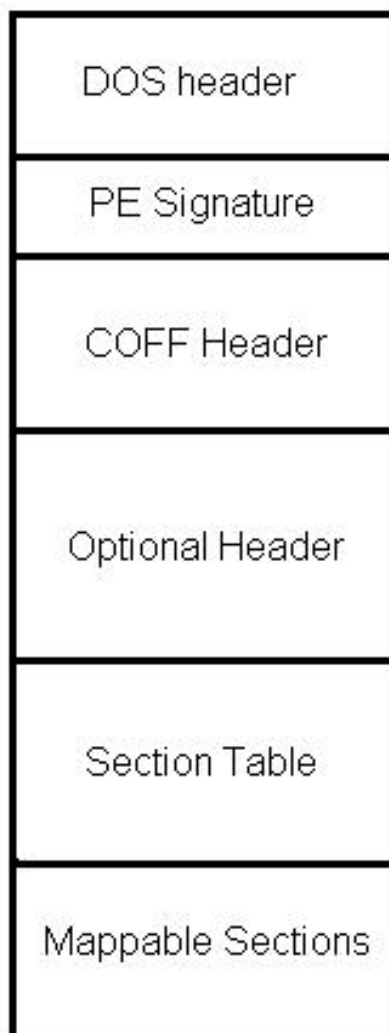 DOS header
PE Signature
COFF Header
Optional Header
Section Table
Mappable Sections